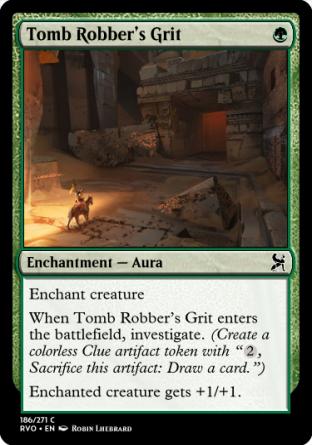 Tomb Robber's Grit
Enchantment — Aura
Enchant creature
When Tomb Robber's Grit enters
the battlefield, investigate. (Create a
colorless Clue artifact token with “2,
Sacrifice this artifact: Draw a card.”)
Enchanted creature gets +1/+1.
186/271 C
RVO • EN Robin Lhebrard